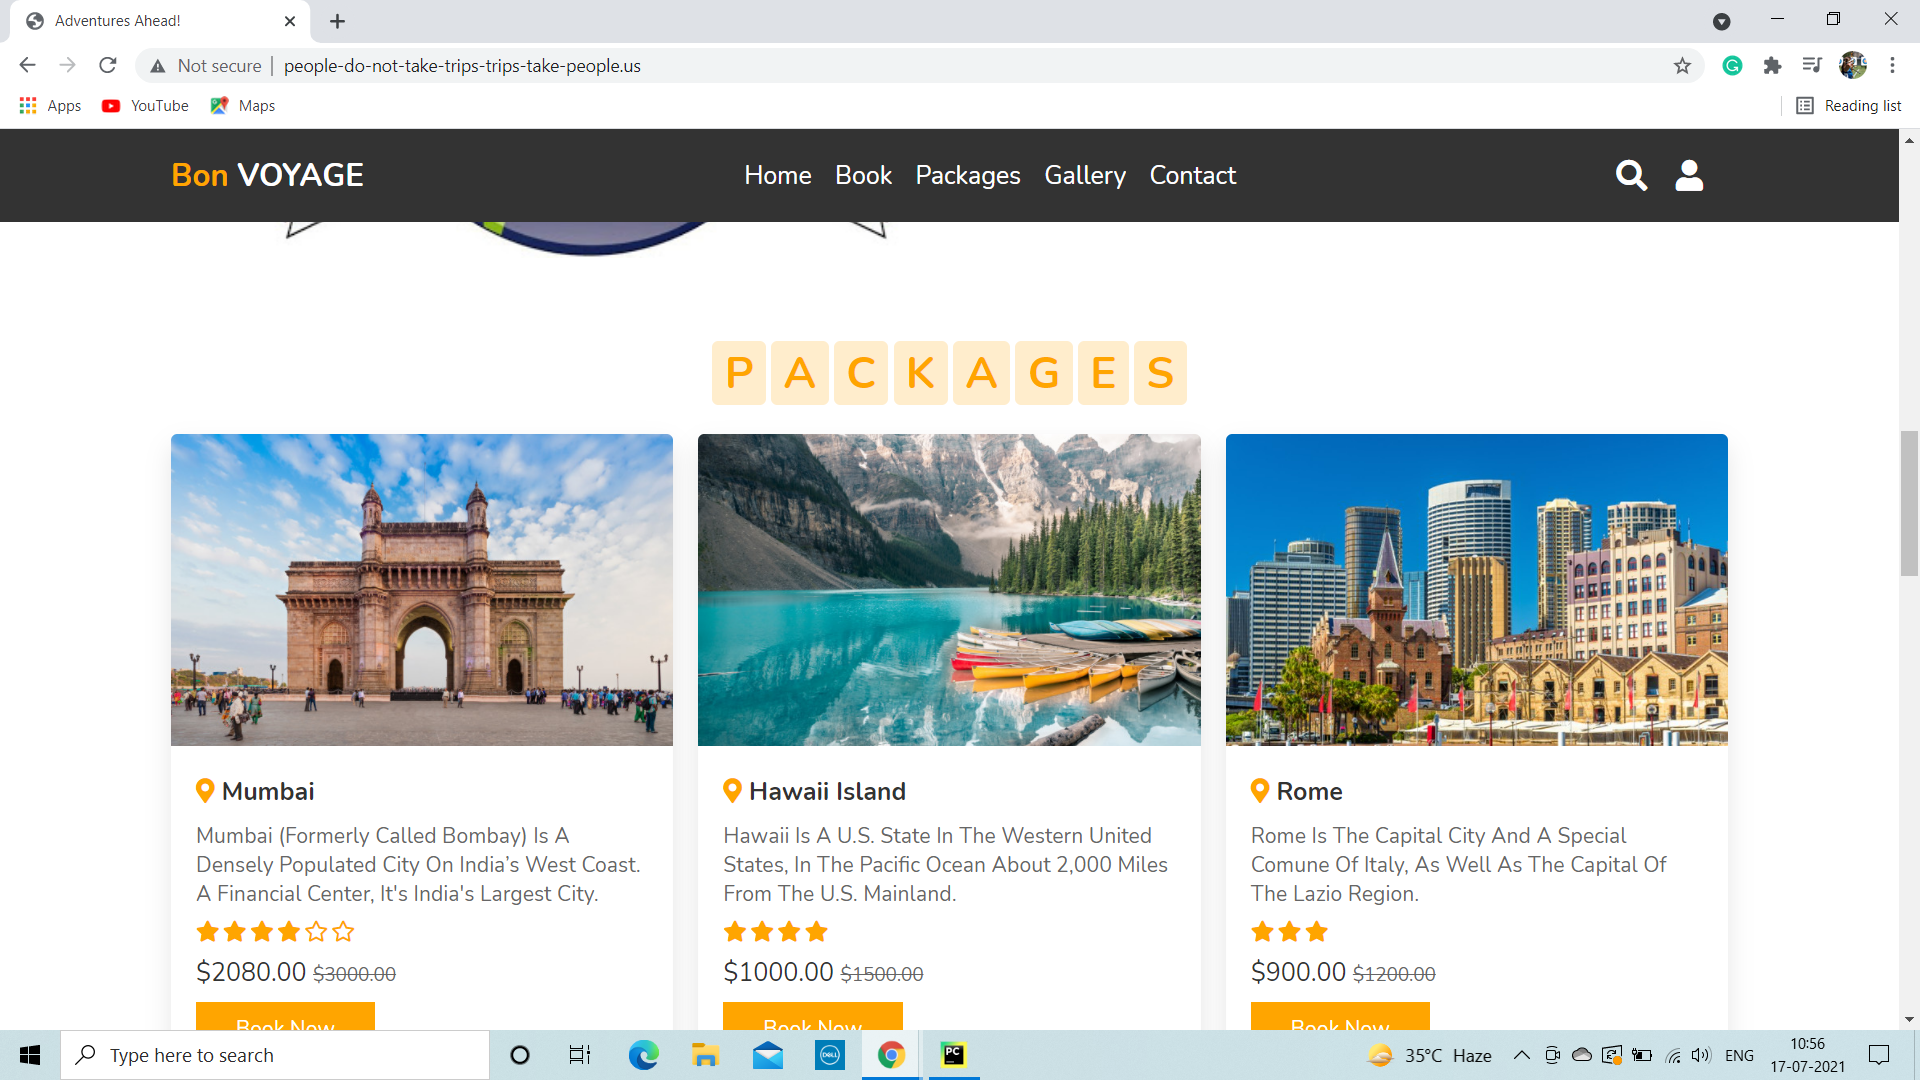 Adventures Ahead!
Not secure
people-do-not-take-trips-trips-take-people.us
Apps
YouTube
Maps
Reading list
Bon VOYAGE
Home
Book
Packages
Gallery
Contact
PACKAGES
Mumbai
Mumbai (Formerly Called Bombay) Is A
Densely Populated City On India’s West Coast.
A Financial Center, It's India's Largest City.
$2080.00 $3000.00
Book Now
Hawaii Island
Hawaii Is A U.S. State In The Western United
States, In The Pacific Ocean About 2,000 Miles
From The U.S. Mainland.
$1000.00 $1500.00
Book Now
Rome
Rome Is The Capital City And A Special
Comune Of Italy, As Well As The Capital Of
The Lazio Region.
$900.00 $1200.00
Book Now
Type here to search
DELL
PC
35°C Haze
ENG
10:56
17-07-2021